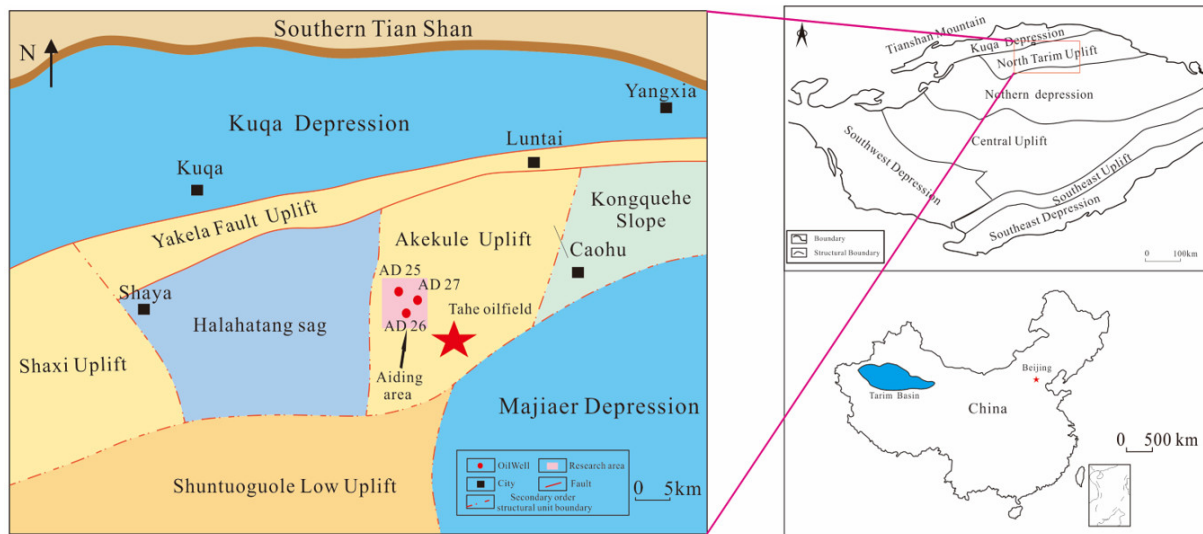 Southern Tian Shan
N
Yangxia
Kuqa Depression
Luntai
Kuqa
Yakela Fault Uplift
Kongquehe
Slope
Akekule Uplift
Caohu
AD 25
AD 27
Shaya
Tahe oilfield
Halahatang sag
AD 26
Shaxi Uplift
Aiding
area
Majiaer Depression
Shuntuoguole Low Uplift
OilWell
Research area
City
Fault
Secondary order
structural unit boundary
0 5km
Tianshan Mountain
Kuqa Depression
North Tarim Uplift
Nothern depression
Central Uplift
Southwest Depression
Southeast Uplift
Southeast Depression
Boundary
Structural Boundary
0 100km
Beijing
Tarim Basin
China
0 500 km